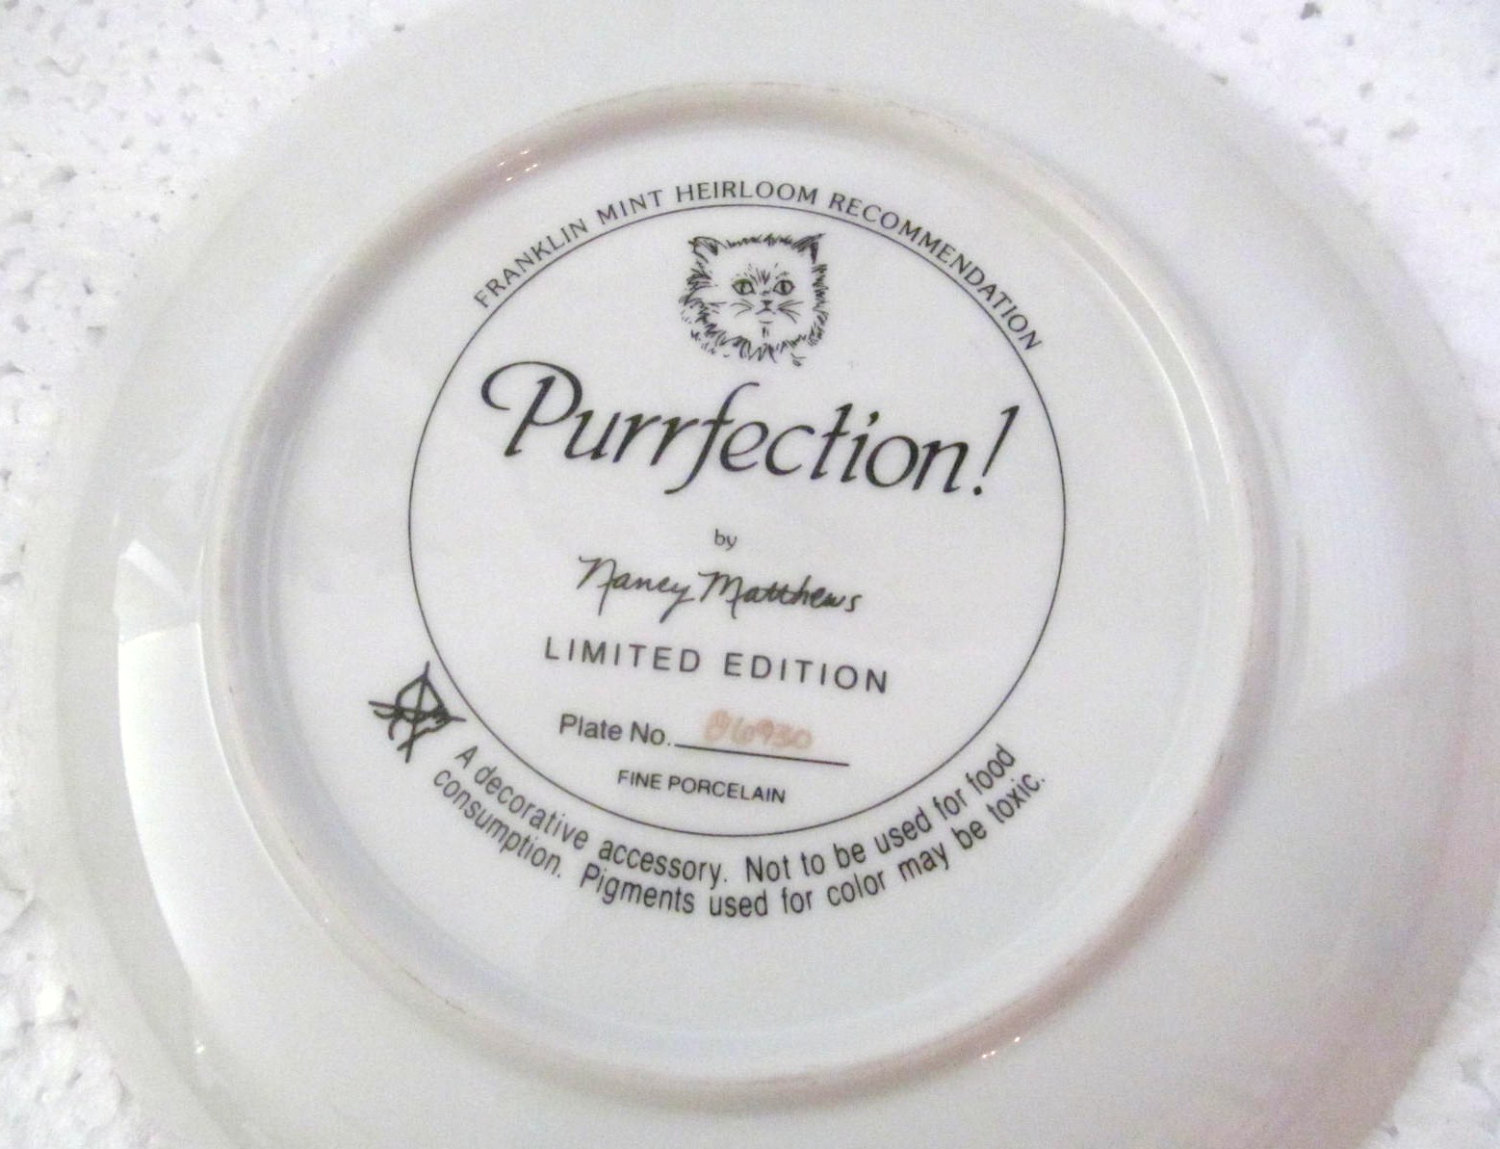 FRANKLIN MINT HEIRLOOM RECOMMENDATION
Purrfection!
by
Nancy Matthews
LIMITED EDITION
Plate No.
FINE PORCELAIN
A decorative accessory. Not to be used for food
consumption. Pigments used for color may be toxic.